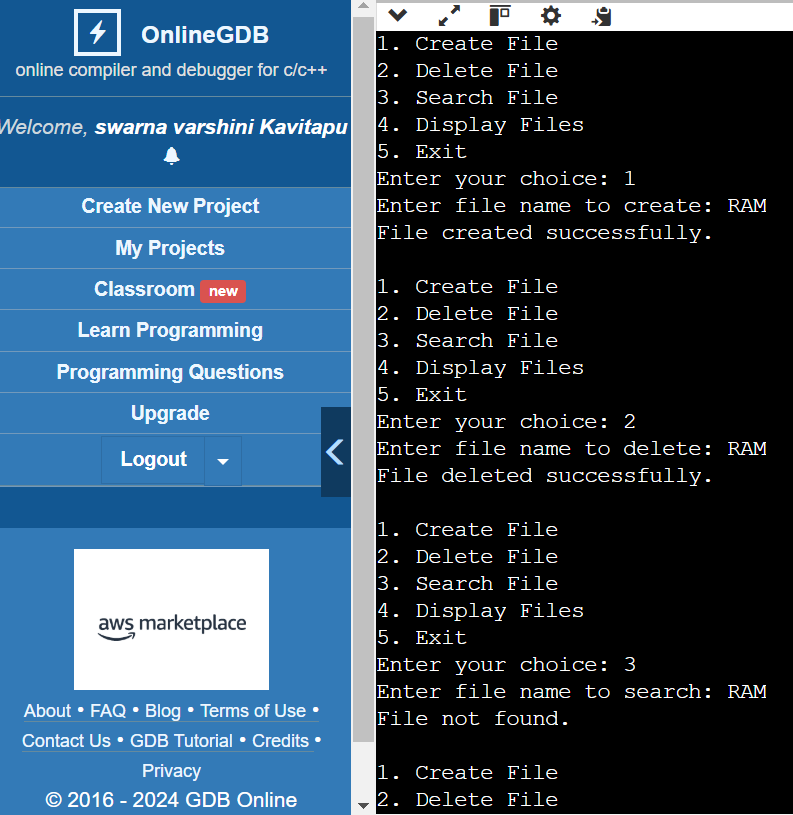 OnlineGDB
online compiler and debugger for c/c++
Welcome, swarna varshini Kavitapu
Create New Project
My Projects
Classroom new
Learn Programming
Programming Questions
Upgrade
Logout
aws marketplace
About • FAQ • Blog • Terms of Use •
Contact Us • GDB Tutorial • Credits •
Privacy
© 2016 - 2024 GDB Online
1. Create File
2. Delete File
3. Search File
4. Display Files
5. Exit
Enter your choice: 1
Enter file name to create: RAM
File created successfully.
1. Create File
2. Delete File
3. Search File
4. Display Files
5. Exit
Enter your choice: 2
Enter file name to delete: RAM
File deleted successfully.
1. Create File
2. Delete File
3. Search File
4. Display Files
5. Exit
Enter your choice: 3
Enter file name to search: RAM
File not found.
1. Create File
2. Delete File